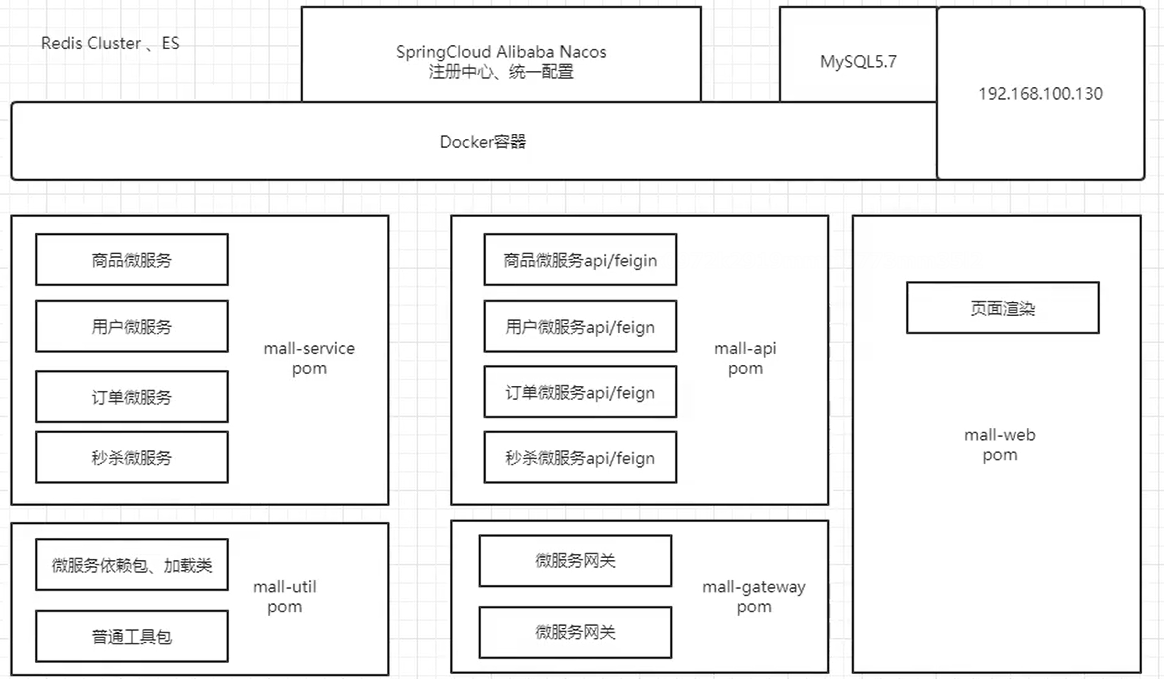 Redis Cluster 、ES
SpringCloud Alibaba Nacos
注册中心、统一配置
MySQL5.7
192.168.100.130
Docker容器
商品微服务
用户微服务
订单微服务
秒杀微服务
mall-service
pom
商品微服务api/feigin
用户微服务api/feign
订单微服务api/feign
秒杀微服务api/feign
mall-api
pom
页面渲染
mall-web
pom
微服务依赖包、加载类
普通工具包
mall-util
pom
微服务网关
微服务网关
mall-gateway
pom